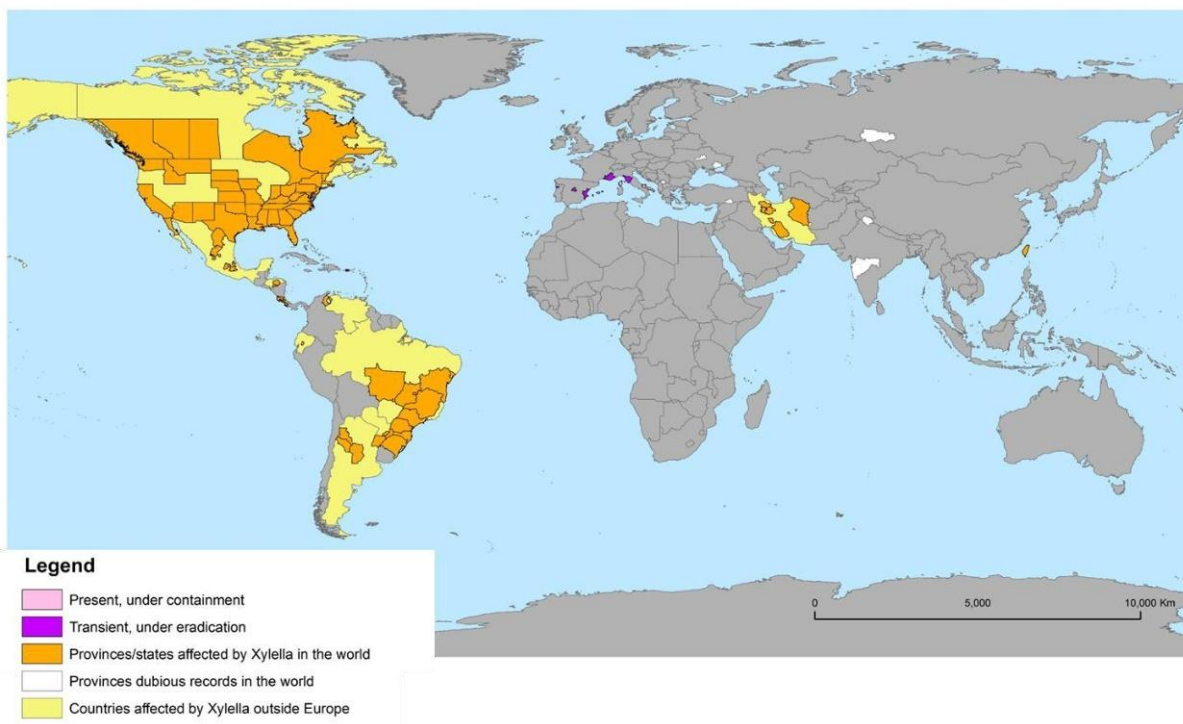 0 5,000 10,000 Km
Legend
Present, under containment
Transient, under eradication
Provinces/states affected by Xylella in the world
Provinces dubious records in the world
Countries affected by Xylella outside Europe